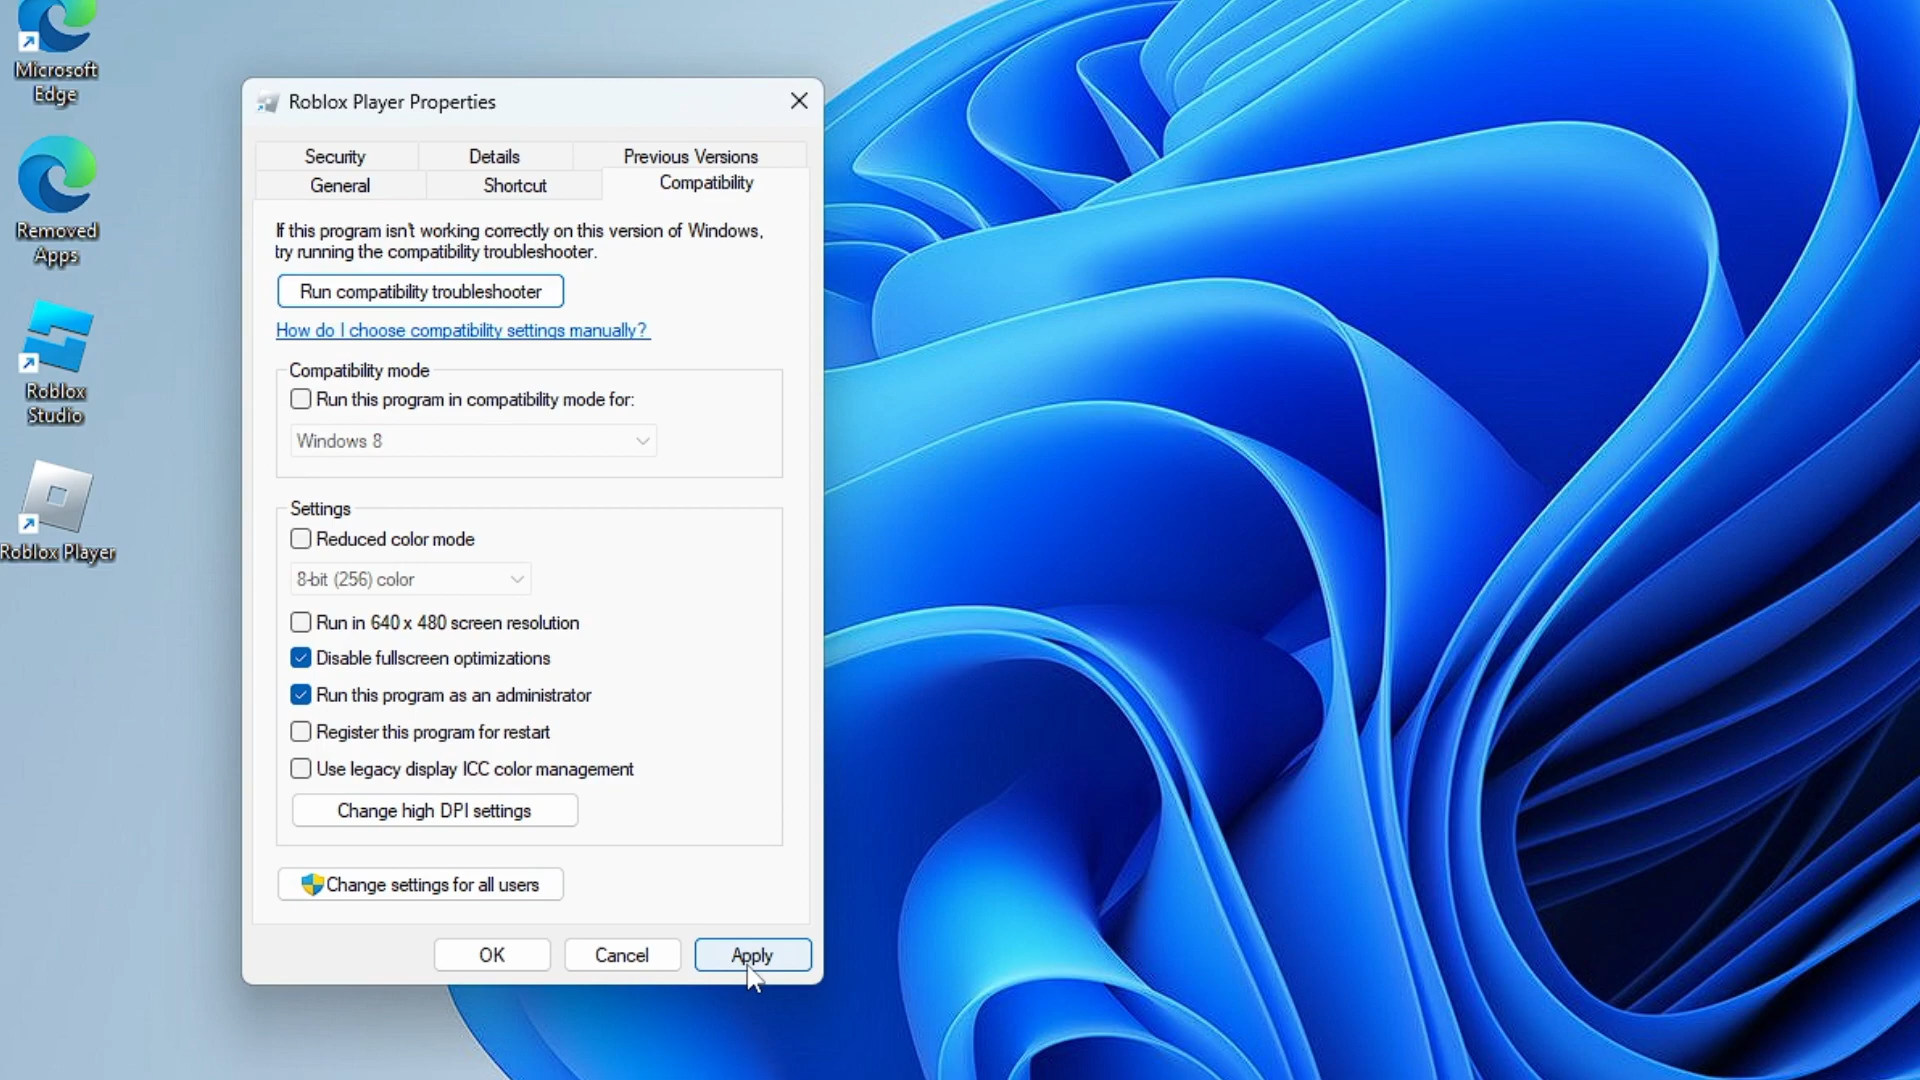 Microsoft
Edge
Removed
Apps
Roblox
Studio
Roblox Player
Roblox Player Properties
Security
Details
Previous Versions
General
Shortcut
Compatibility
If this program isn't working correctly on this version of Windows,
try running the compatibility troubleshooter.
Run compatibility troubleshooter
How do I choose compatibility settings manually?
Compatibility mode
Run this program in compatibility mode for:
Windows 8
Settings
Reduced color mode
8-bit (256) color
Run in 640 x 480 screen resolution
Disable fullscreen optimizations
Run this program as an administrator
Register this program for restart
Use legacy display ICC color management
Change high DPI settings
Change settings for all users
OK
Cancel
Apply